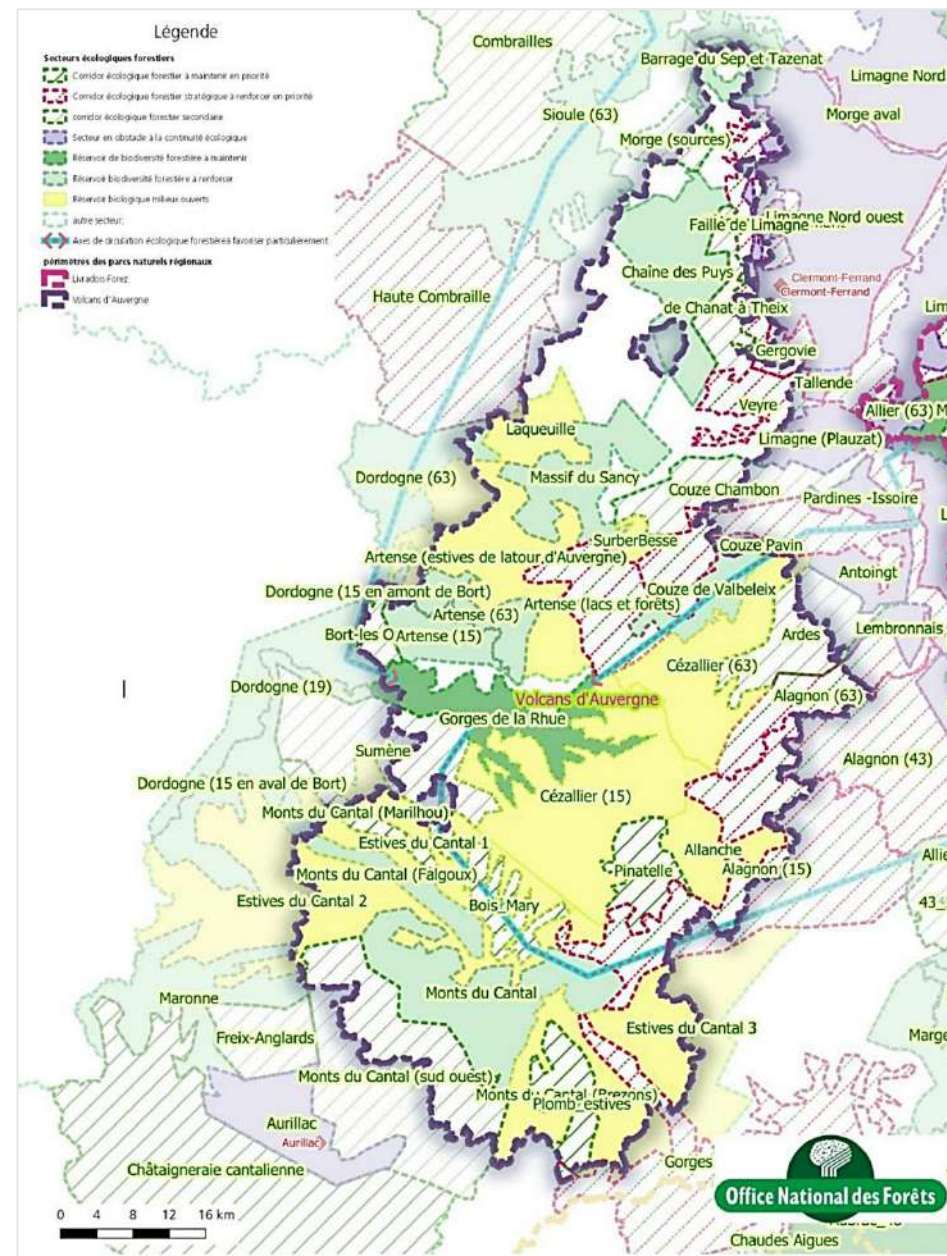 Légende
Secteurs écologiques forestiers
Corridor écologique forestier à maintenir en priorité
Corridor écologique forestier stratégique à renforcer en priorité
corridor écologique forestier secondaire
Secteur en obstacle à la continuité écologique
Réservoir de biodiversité forestière à maintenir
Réservoir biodiversité forestière à renforcer
Réservoir biologique milieux ouverts
autre secteur
Axes de circulation écologique forestière à favoriser particulièrement
périmètres des parcs naturels régionaux
Livradois-Forez
Volcans d'Auvergne
Combrailles
Barrage du Sep et Tazenat
Limagne Nord
Sioule (63)
Morge aval
Morge (sources)
Limagne Nord ouest
Faille de Limagne
Chaîne des Puys
Clermont-Ferrand
Clermont-Ferrand
Haute Combraille
de Chanat à Theix
Lim
Gergovie
Tallende
Veyre
Allier (63) M
Laqueuille
Limagne (Plauzat)
Dordogne (63)
Massif du Sancy
Couze Chambon
Pardines -Issoire
L
SurberBesse
Couze Pavin
Artense (estives de latour d'Auvergne)
Antoingt
Dordogne (15 en amont de Bort)
Couze de Valbeleix
Artense (lacs et forêts)
Artense (63)
Bort-les O
Artense (15)
Ardes
Lembronnais
Cézallier (63)
Dordogne (19)
Volcans d'Auvergne
Alagnon (63)
Gorges de la Rhue
Sumène
Alagnon (43)
Dordogne (15 en aval de Bort)
Cézallier (15)
Monts du Cantal (Marilhou)
Estives du Cantal 1
Allanche
Allie
Monts du Cantal (Falgoux)
Pinatelle
Alagnon (15)
Estives du Cantal 2
Bois_Mary
43_
Maronne
Monts du Cantal
Estives du Cantal 3
Freix-Anglards
Marge
Monts du Cantal (sud ouest)
Monts du Cantal (Brezons)
Plomb_estives
Aurillac
Aurillac
Gorges
Châtaigneraie cantalienne
Office National des Forêts
0 4 8 12 16 km
Chaudes Aigues